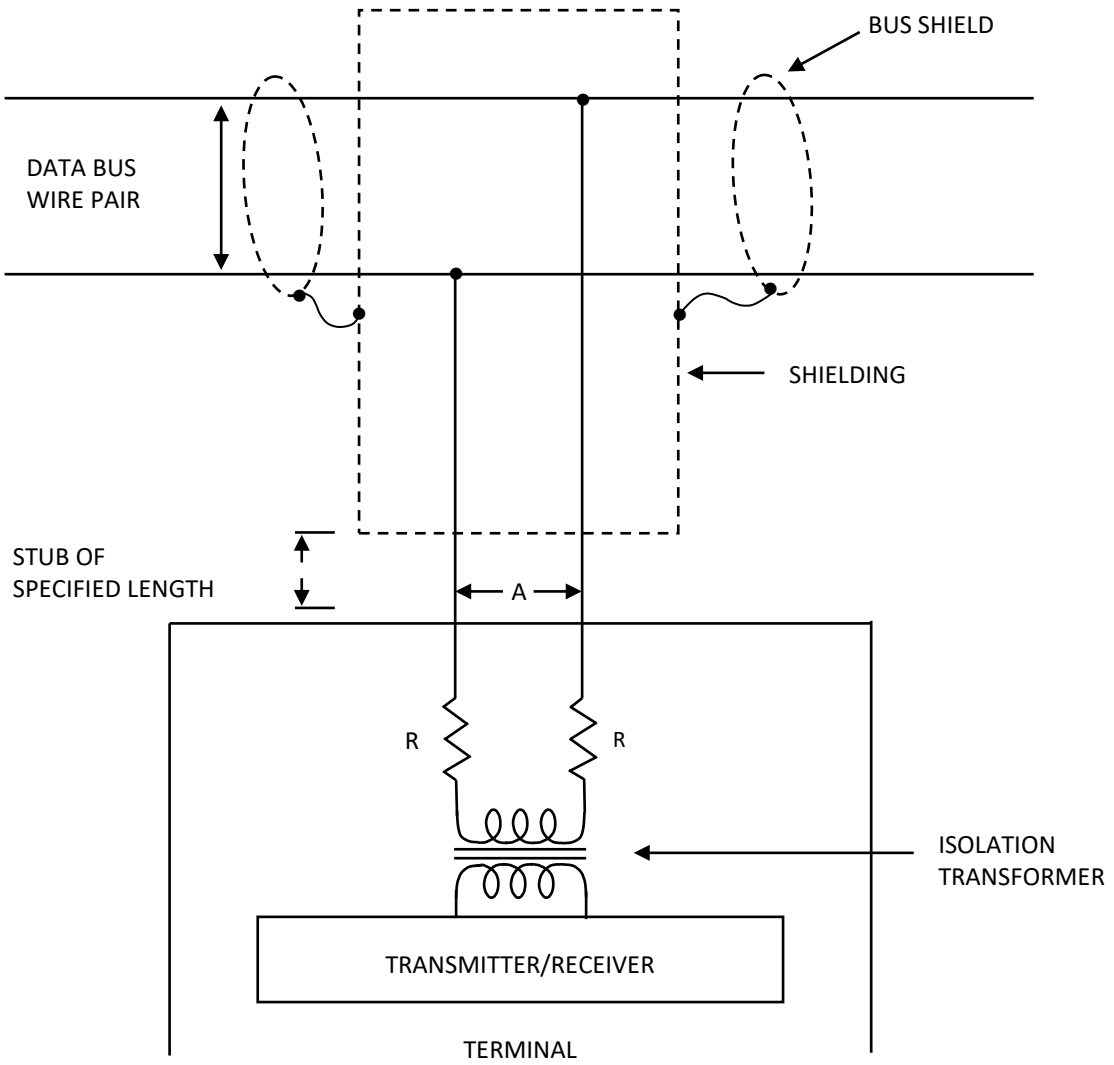 BUS SHIELD
DATA BUS
WIRE PAIR
SHIELDING
STUB OF
SPECIFIED LENGTH
A
R
R
ISOLATION
TRANSFORMER
TRANSMITTER/RECEIVER
TERMINAL